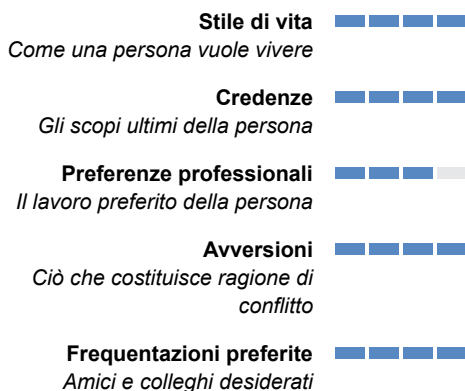 Stile di vita
Come una persona vuole vivere
Credenze
Gli scopi ultimi della persona
Preferenze professionali
Il lavoro preferito della persona
Avversioni
Ciò che costituisce ragione di
conflitto
Frequentazioni preferite
Amici e colleghi desiderati